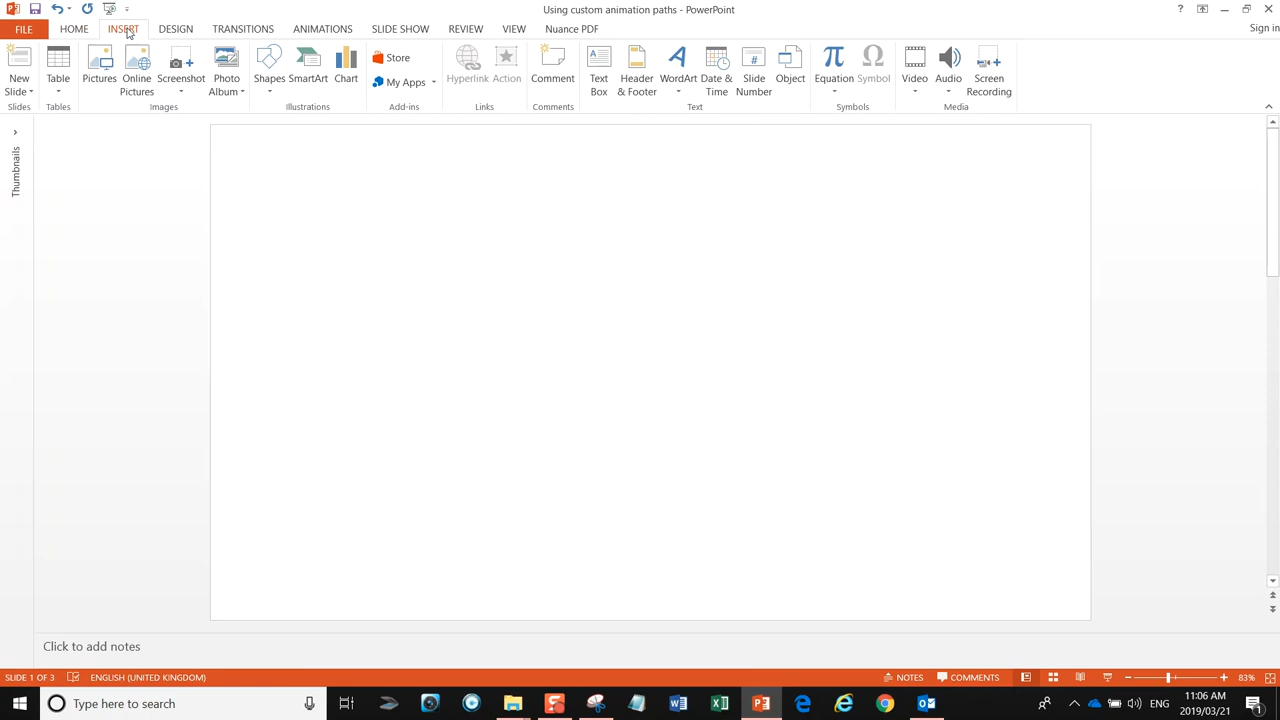 Using custom animation paths - PowerPoint
FILE HOME INSERT DESIGN TRANSITIONS ANIMATIONS SLIDE SHOW REVIEW VIEW Nuance PDF Sign in
New Slide
Table
Pictures
Online Pictures
Screenshot
Photo Album
Shapes
SmartArt
Chart
Store
My Apps
Hyperlink
Action
Comment
Text Box
Header & Footer
WordArt
Date & Time
Slide Number
Object
Equation
Symbol
Video
Audio
Screen Recording
Slides Tables Images Illustrations Add-ins Links Comments Text Symbols Media
Thumbnails
Click to add notes
SLIDE 1 OF 3 ENGLISH (UNITED KINGDOM) NOTES COMMENTS 83%
Type here to search
ENG
11:06 AM
2019/03/21